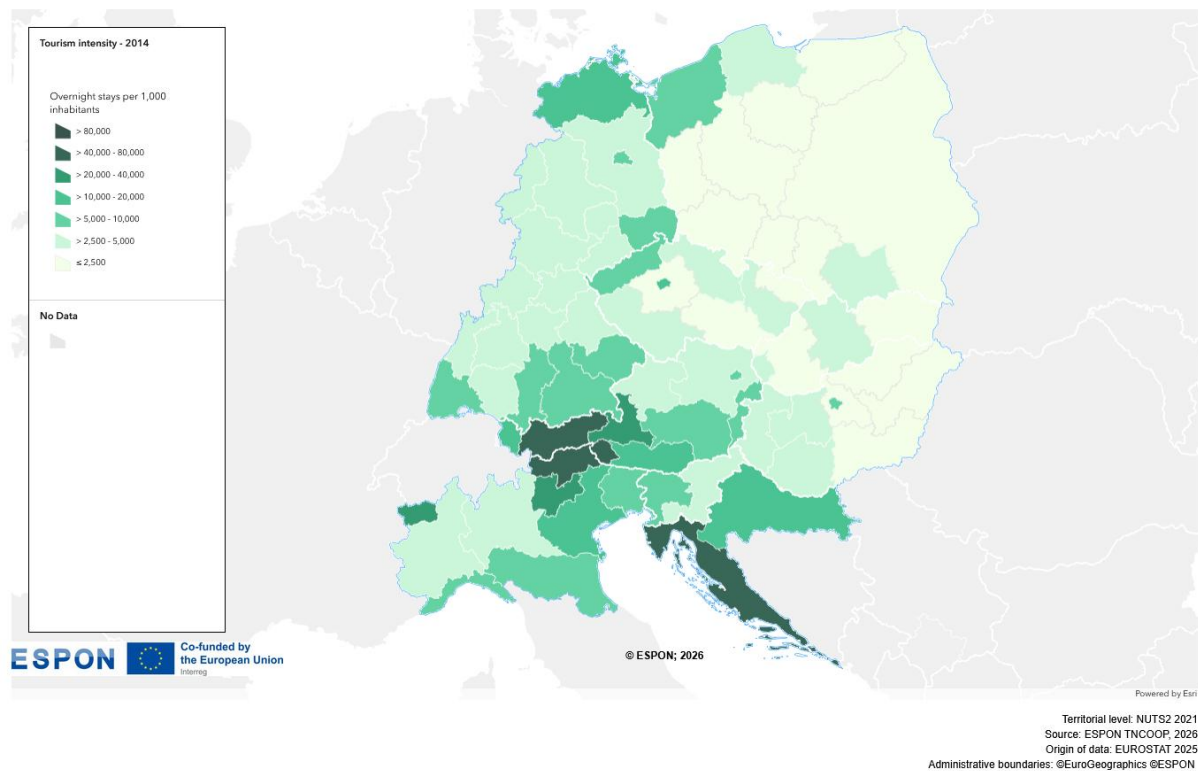 Tourism intensity - 2014
Overnight stays per 1,000
inhabitants
> 80,000
> 40,000 - 80,000
> 20,000 - 40,000
> 10,000 - 20,000
> 5,000 - 10,000
> 2,500 - 5,000
≤ 2,500
No Data
ESPON
Co-funded by
the European Union
Interreg
© ESPON; 2026
Powered by Esri
Territorial level: NUTS2 2021
Source: ESPON TNCOOP, 2026
Origin of data: EUROSTAT 2025
Administrative boundaries: ©EuroGeographics ©ESPON